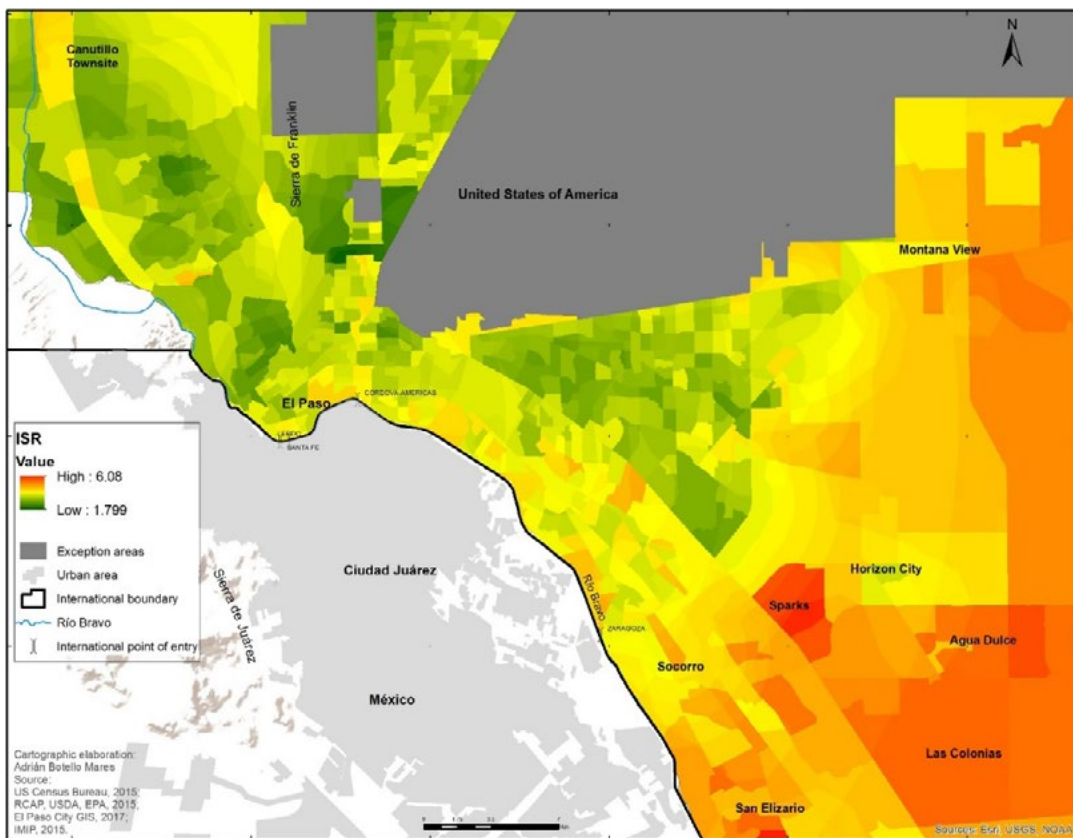 Canutillo
Townsite
Sierra de Franklin
N
United States of America
Montana View
El Paso
CORDOVA-AMERICAS
SANTA FE
ISR
Value
High : 6.08
Low : 1.799
Exception areas
Urban area
International boundary
Río Bravo
International point of entry
Ciudad Juárez
Sierra de Juárez
México
Río Bravo
ZARAGOZA
Horizon City
Sparks
Agua Dulce
Socorro
Las Colonias
San Elizario
Cartographic elaboration:
Adrián Botello Mares
Source:
US Census Bureau, 2015;
RCAP, USDA, EPA, 2015;
El Paso City GIS, 2017;
IMIP, 2015.
Sources: Esri, USGS, NOAA